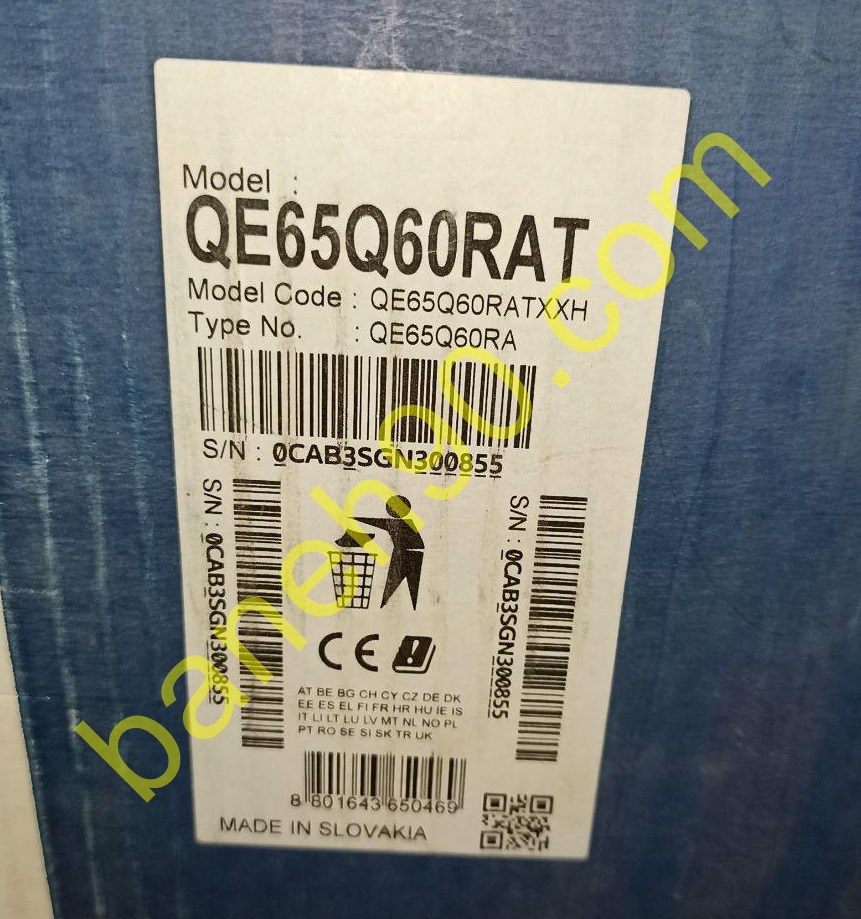 Model :
QE65Q60RAT
Model Code : QE65Q60RATXXH
Type No. : QE65Q60RA
S/N : 0CAB3SGN300855
S/N : 0CAB3SGN300855
S/N : 0CAB3SGN300855
CE
AT BE BG CH CY CZ DE DK
EE ES EL FI FR HR HU IE IS
IT LI LT LU LV MT NL NO PL
PT RO SE SI SK TR UK
8 801643 650469
MADE IN SLOVAKIA
baneh90.com